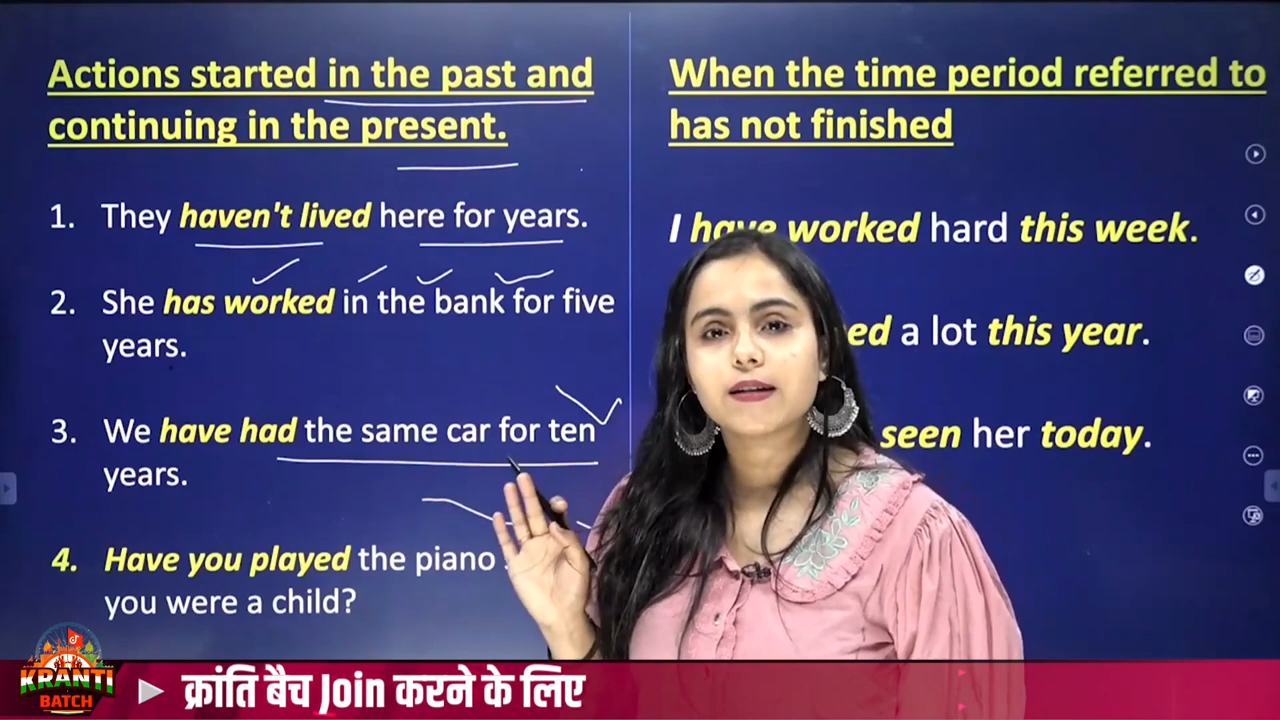 Actions started in the past and
continuing in the present.
1. They haven't lived here for years.
2. She has worked in the bank for five
years.
3. We have had the same car for ten
years.
4. Have you played the piano
you were a child?
When the time period referred to
has not finished
I have worked hard this week.
ed a lot this year.
seen her today.
KRANTI
BATCH
क्रांति बैच Join करने के लिए